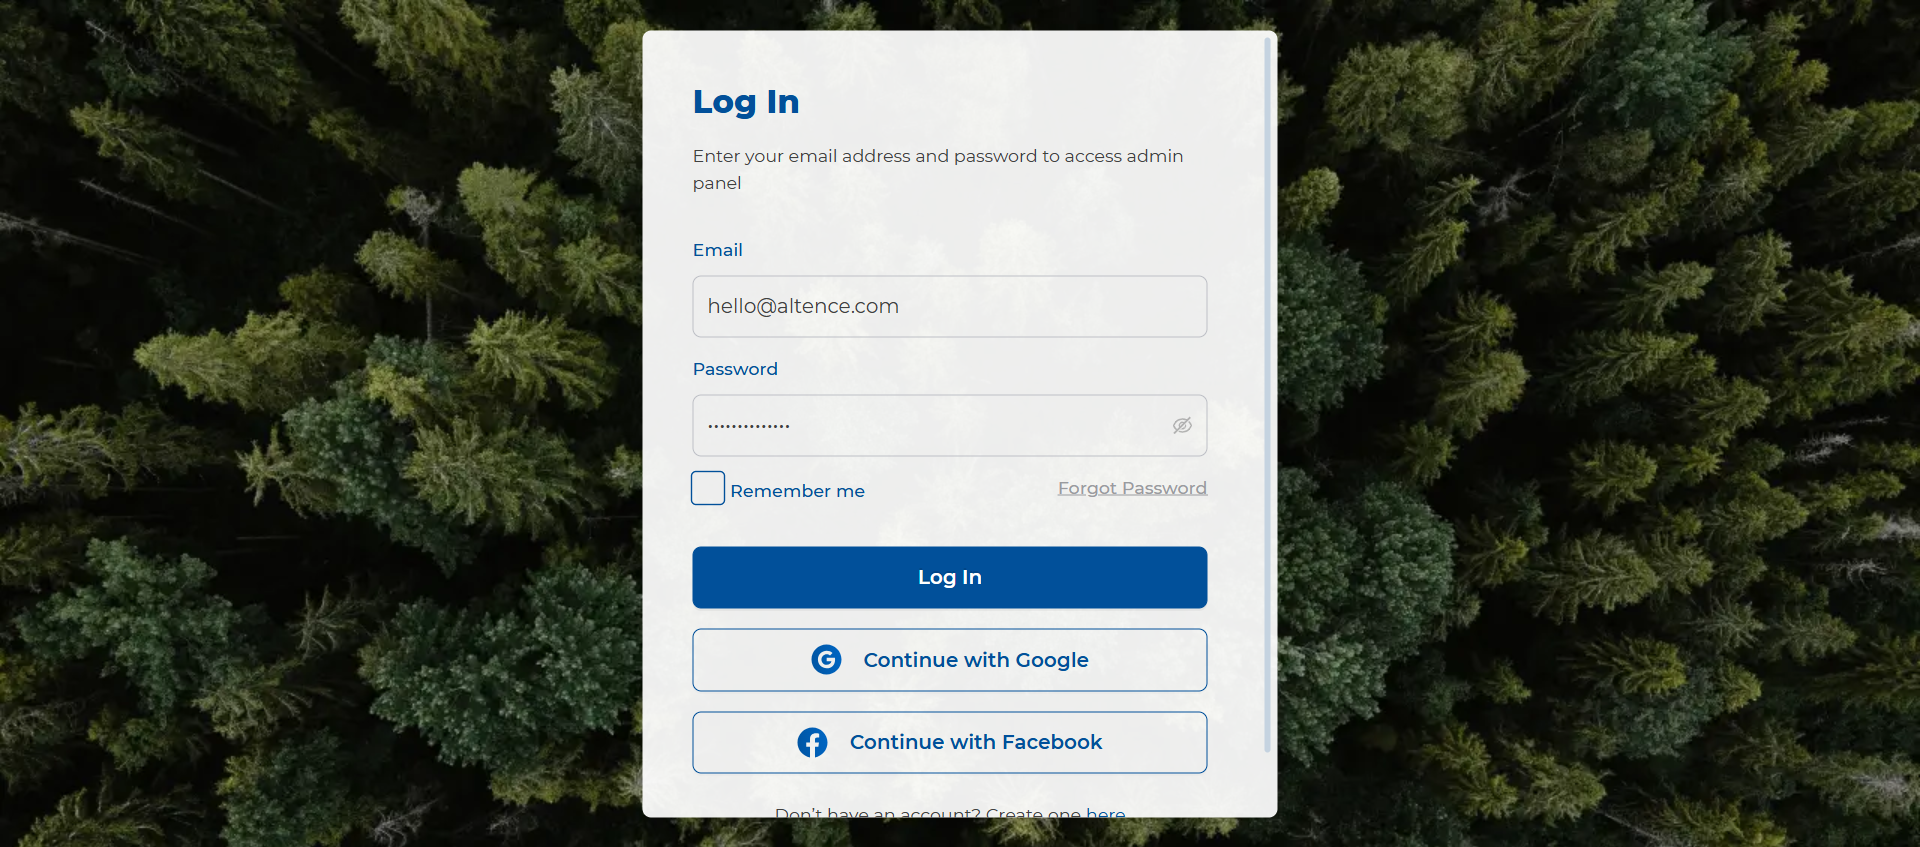 Log In
Enter your email address and password to access admin
panel
Email
hello@altence.com
Password
••••••••••••••
Remember me
Forgot Password
Log In
Continue with Google
Continue with Facebook
Don't have an account? Create one here